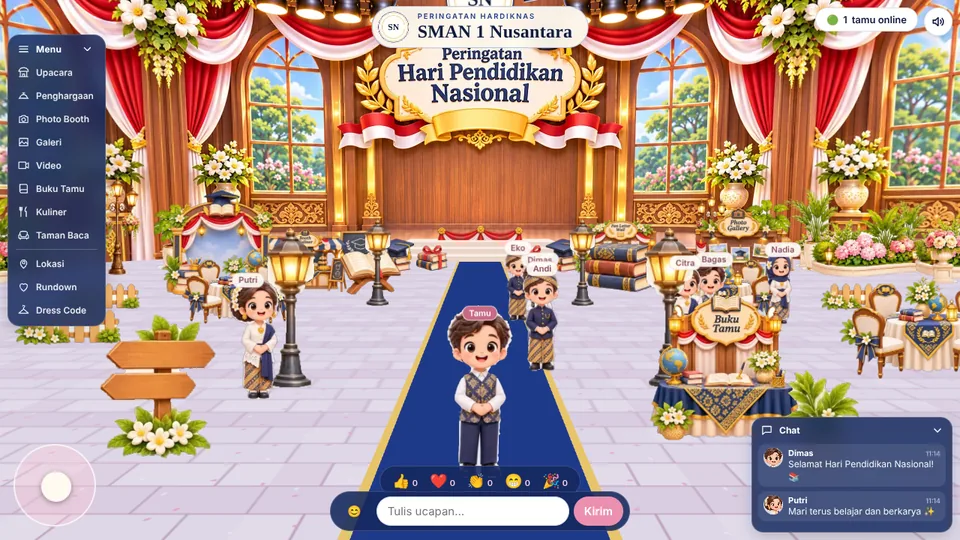 SN
SN
PERINGATAN HARDIKNAS
SMAN 1 Nusantara
1 tamu online
Menu
Upacara
Penghargaan
Photo Booth
Galeri
Video
Buku Tamu
Kuliner
Taman Baca
Lokasi
Rundown
Dress Code
Peringatan
Hari Pendidikan
Nasional
Photo
Gallery
Eko
Dimas
Andi
Putri
Citra
Bagas
Nadia
Tamu
Buku
Tamu
👍 0 ❤️ 0 👏 0 😁 0 🎉 0
😊 Tulis ucapan...
Kirim
Chat
Dimas 11:14
Selamat Hari Pendidikan Nasional!
📚
Putri 11:14
Mari terus belajar dan berkarya ✨